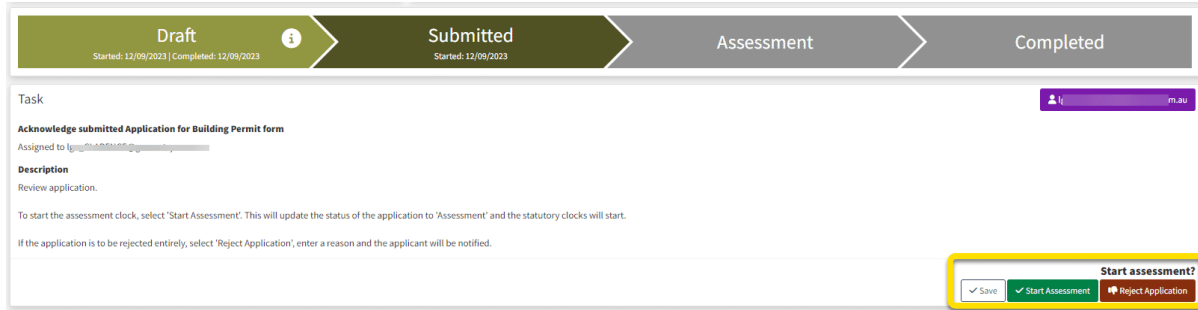 Draft
Started: 12/09/2023 | Completed: 12/09/2023
Submitted
Started: 12/09/2023
Assessment
Completed
Task
m.au
Acknowledge submitted Application for Building Permit form
Assigned to
Description
Review application.
To start the assessment clock, select 'Start Assessment'. This will update the status of the application to 'Assessment' and the statutory clocks will start.
If the application is to be rejected entirely, select 'Reject Application', enter a reason and the applicant will be notified.
Start assessment?
Save
Start Assessment
Reject Application